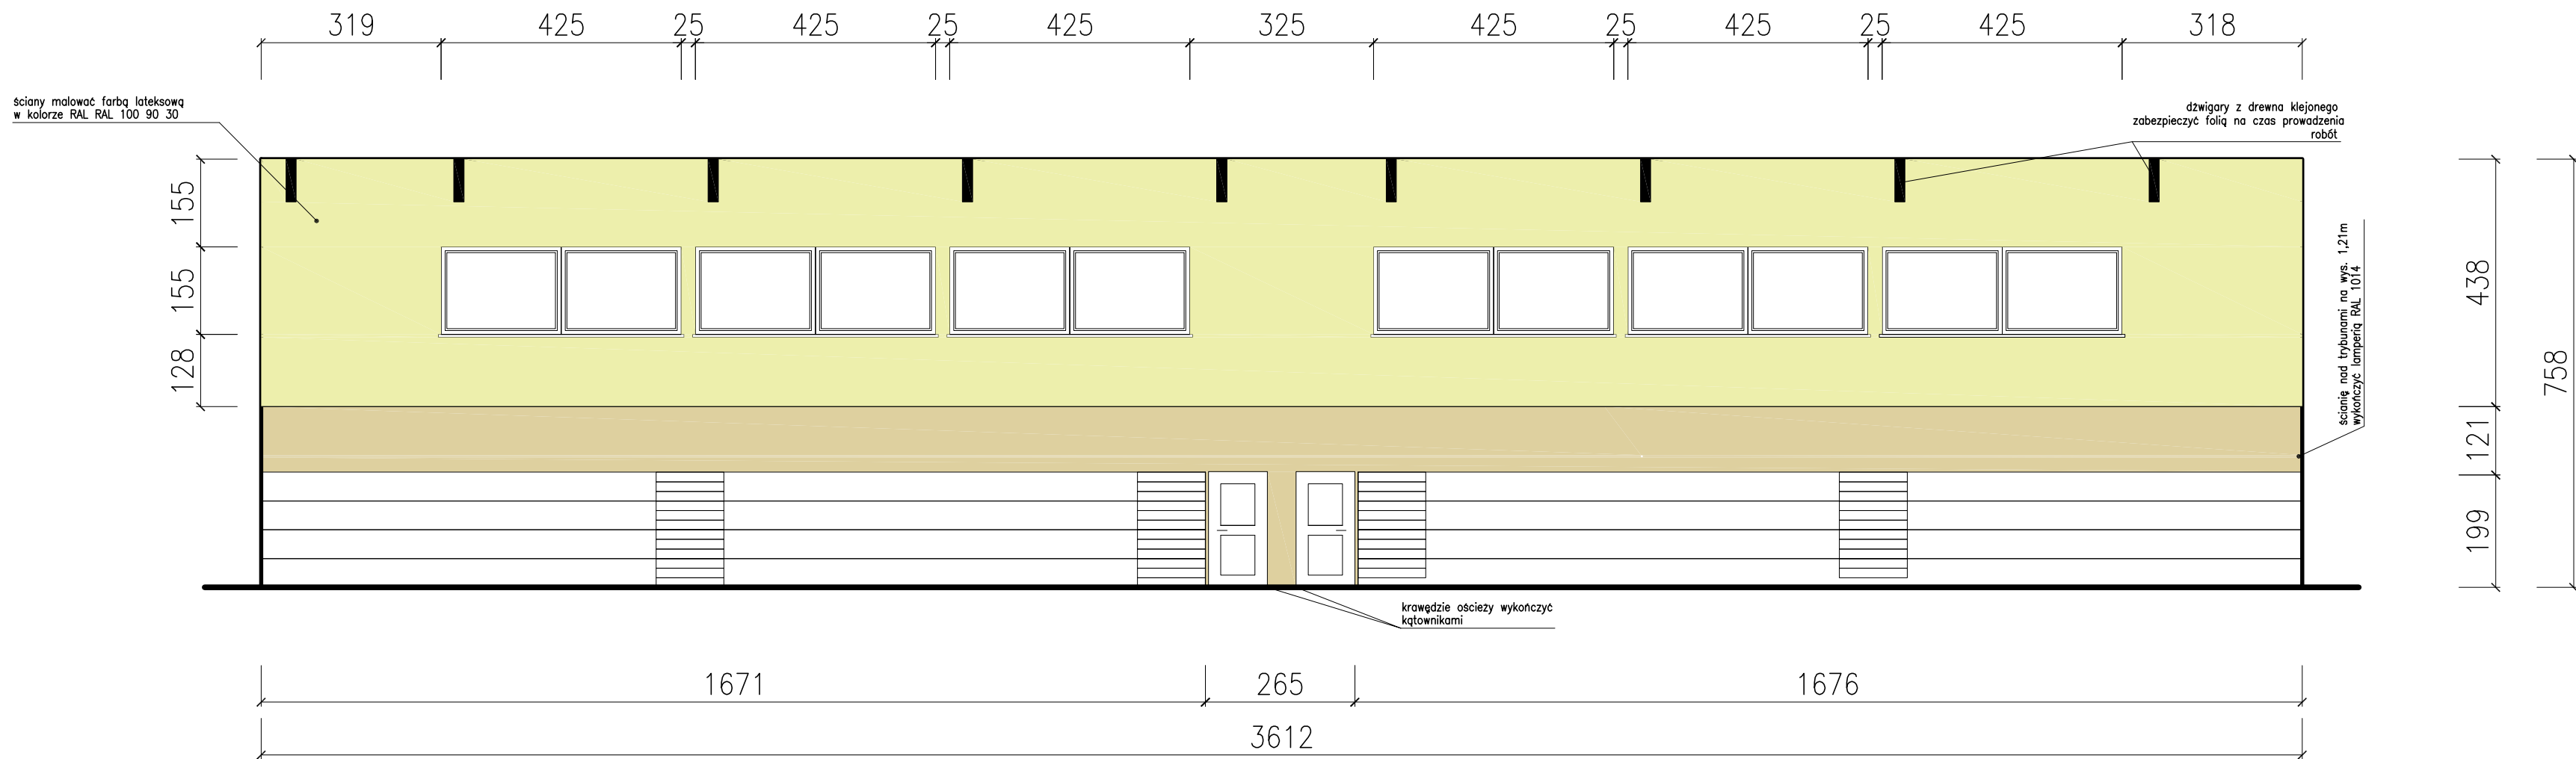 319 425 25 425 25 425 325 425 25 425 25 425 318
ściany malować farbą lateksową
w kolorze RAL RAL 100 90 30
dźwigary z drewna klejonego
zabezpieczyć folią na czas prowadzenia
robót
155
155
128
ścianię nad trybunami na wys. 1,21m
wykończyć lamperią RAL 1014
438
121
199
758
krawędzie ościeży wykończyć
kątownikami
1671 265 1676
3612